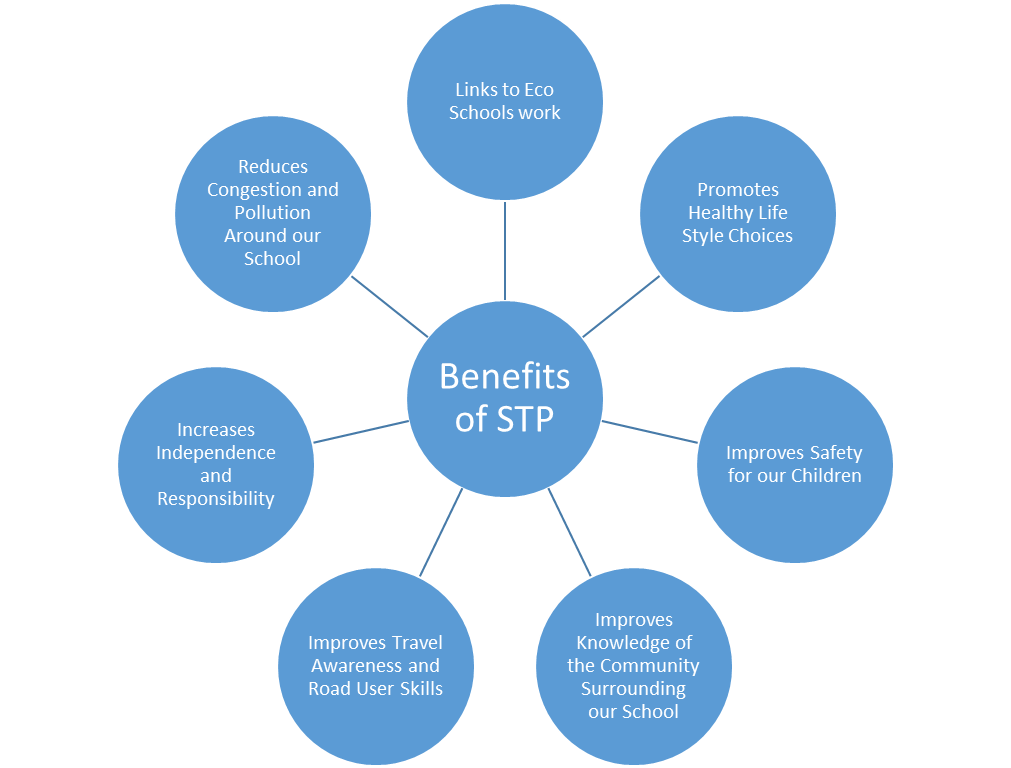 Links to Eco
Schools work
Promotes
Healthy Life
Style Choices
Improves Safety
for our Children
Improves
Knowledge of
the Community
Surrounding
our School
Improves Travel
Awareness and
Road User Skills
Increases
Independence
and
Responsibility
Reduces
Congestion and
Pollution
Around our
School
Benefits
of STP